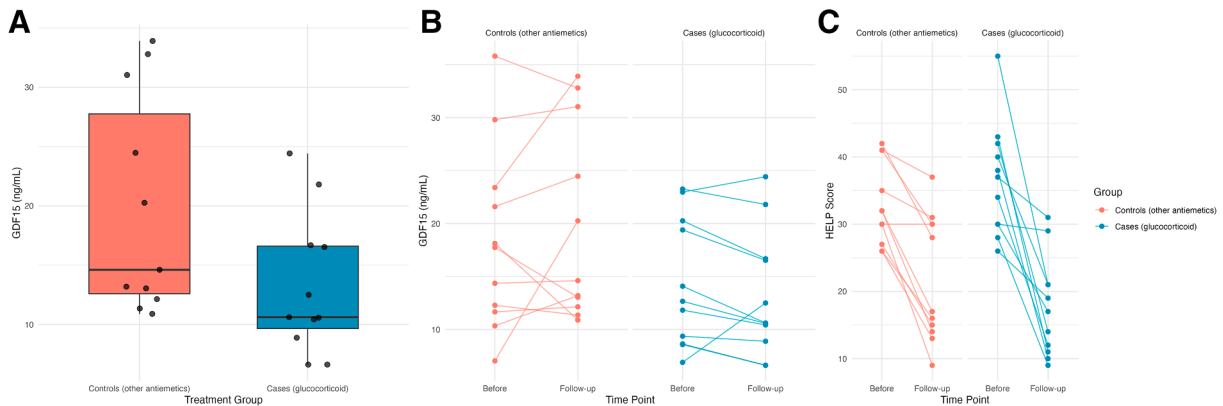 A
GDF15 (ng/mL)
30
20
10
Controls (other antiemetics)
Cases (glucocorticoid)
Treatment Group
B
Controls (other antiemetics)
Cases (glucocorticoid)
GDF15 (ng/mL)
30
20
10
Before
Follow-up
Before
Follow-up
Time Point
C
Controls (other antiemetics)
Cases (glucocorticoid)
HELP Score
50
40
30
20
10
Before
Follow-up
Before
Follow-up
Time Point
Group
Controls (other antiemetics)
Cases (glucocorticoid)